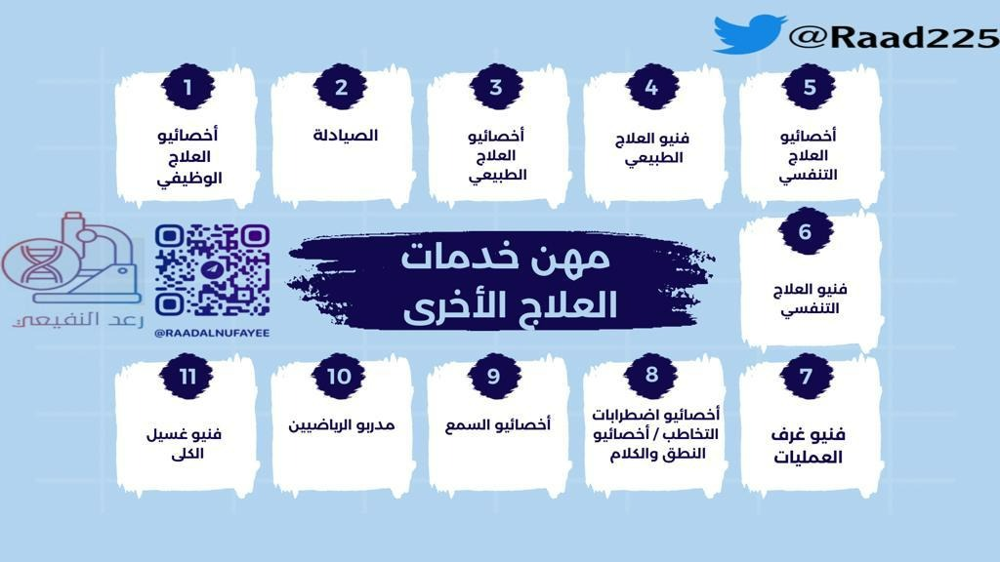 @Raad225
1
أخصائيو
العلاج
الوظيفي
2
الصيادلة
3
أخصائيو
العلاج
الطبيعي
4
فنيو العلاج
الطبيعي
5
أخصائيو
العلاج
التنفسي
مهن خدمات
العلاج الأخرى
رعد النفيعي
@RAADALNUFAYEE
6
فنيو العلاج
التنفسي
7
فنيو غرف
العمليات
8
أخصائيو اضطرابات
التخاطب / أخصائيو
النطق والكلام
9
أخصائيو السمع
10
مدربو الرياضيين
11
فنيو غسيل
الكلى